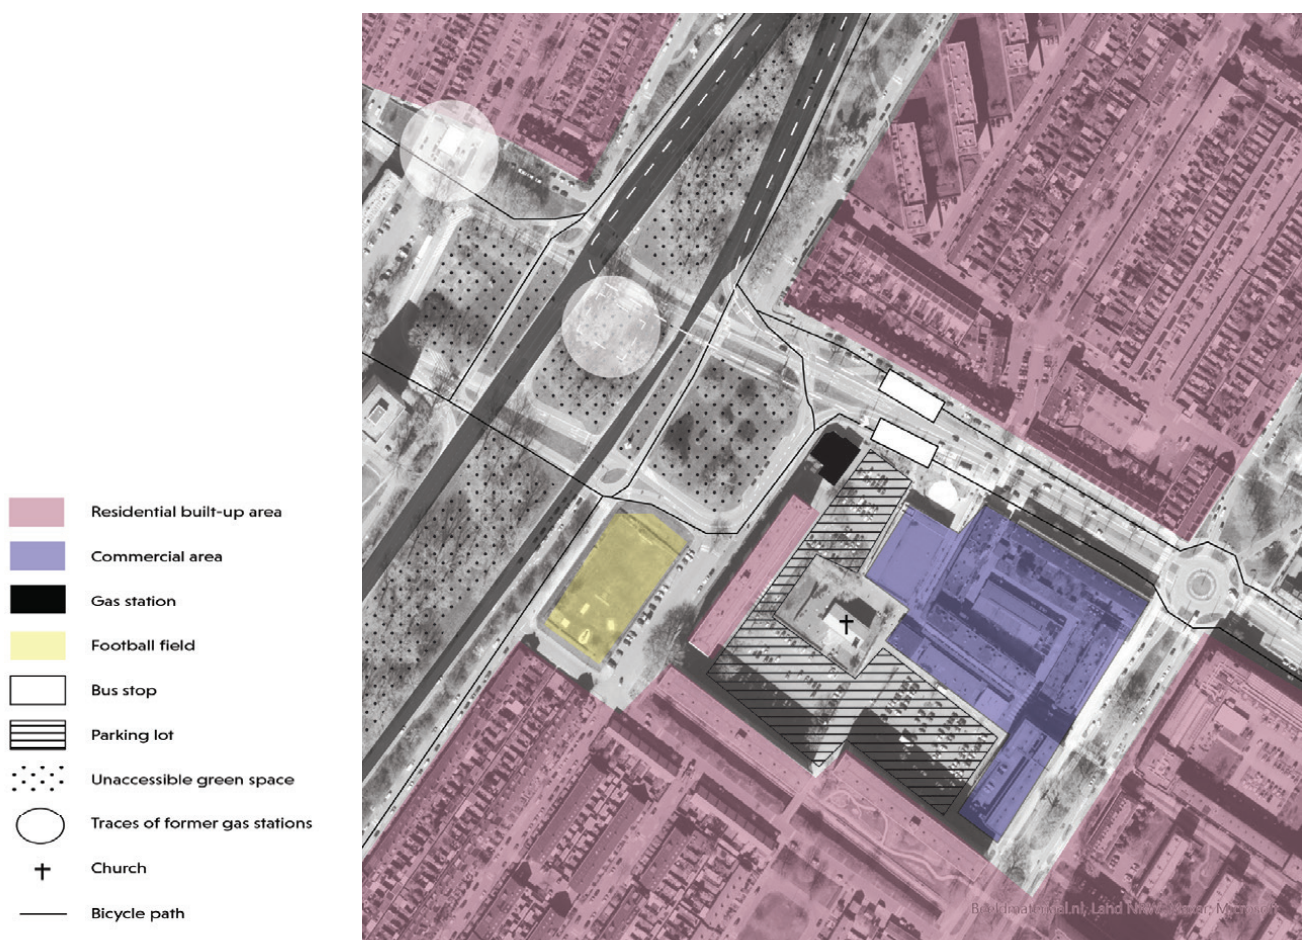 Residential built-up area
Commercial area
Gas station
Football field
Bus stop
Parking lot
Unaccessible green space
Traces of former gas stations
Church
Bicycle path